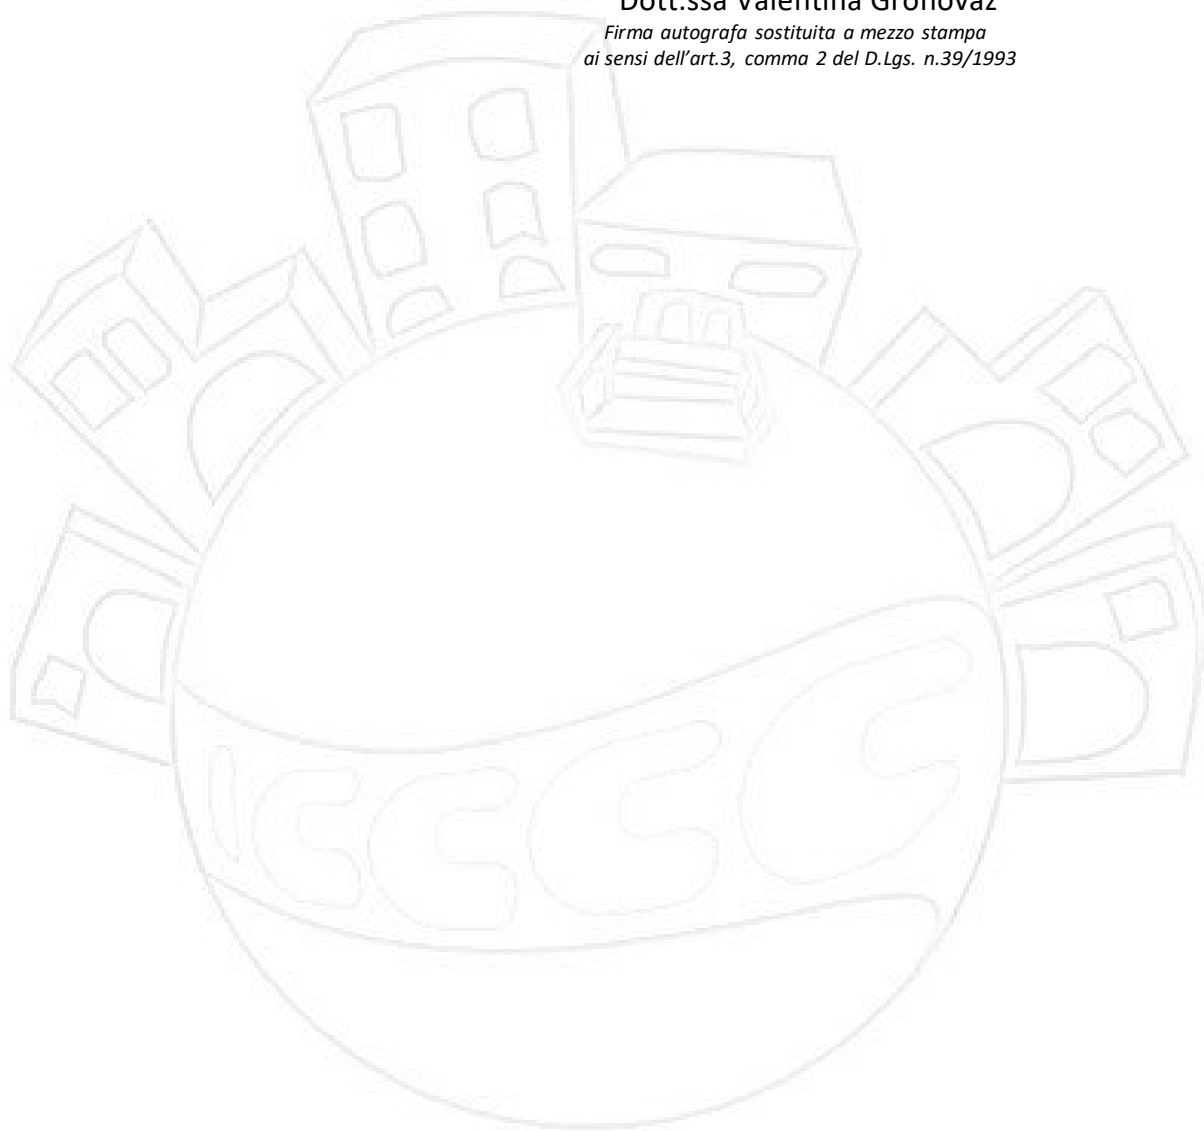 Dott.ssa Valentina Gronovaz
Firma autografa sostituita a mezzo stampa
ai sensi dell’art.3, comma 2 del D.Lgs. n.39/1993